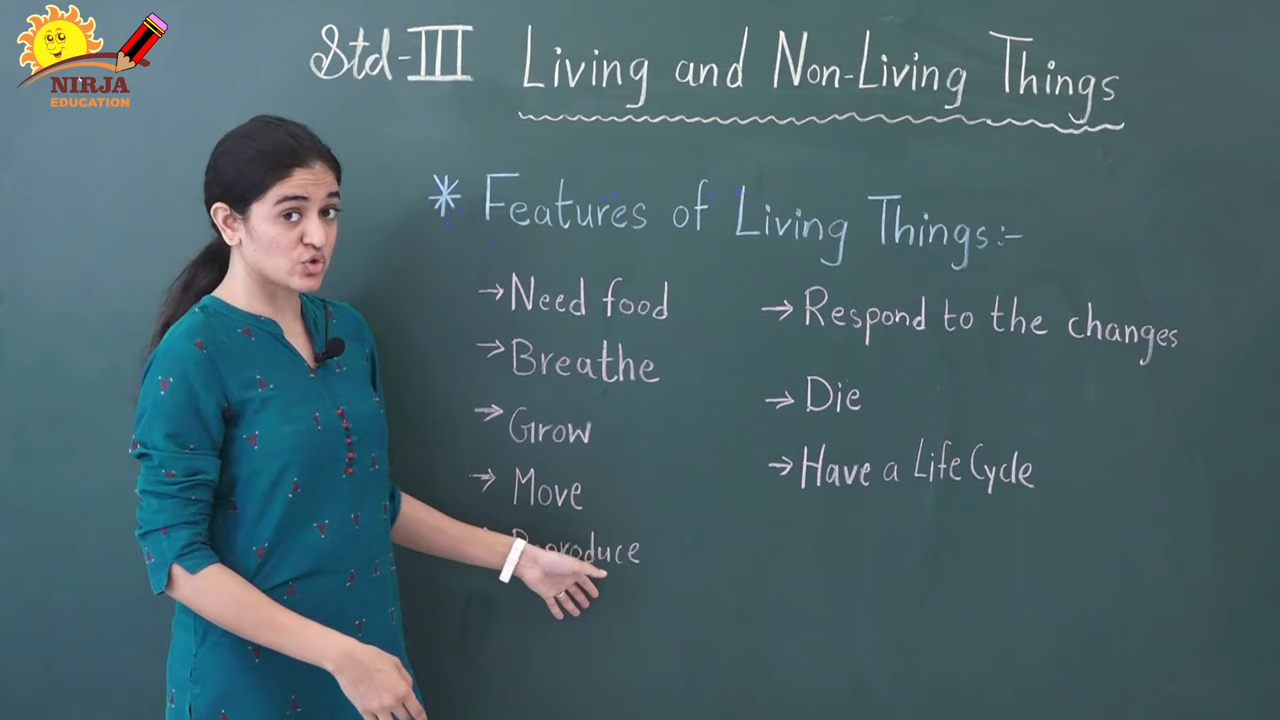 NIRJA
EDUCATION
Std-III Living and Non-Living Things
* Features of Living Things:-
→Need food
→Breathe
→Grow
→Move
Reproduce
→Respond to the changes
→Die
→Have a Life Cycle